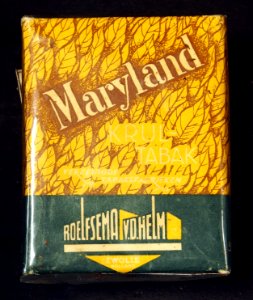 Maryland
KRUL
TABAK
ROELFSEMA V.D.HELM
ZWOLLE